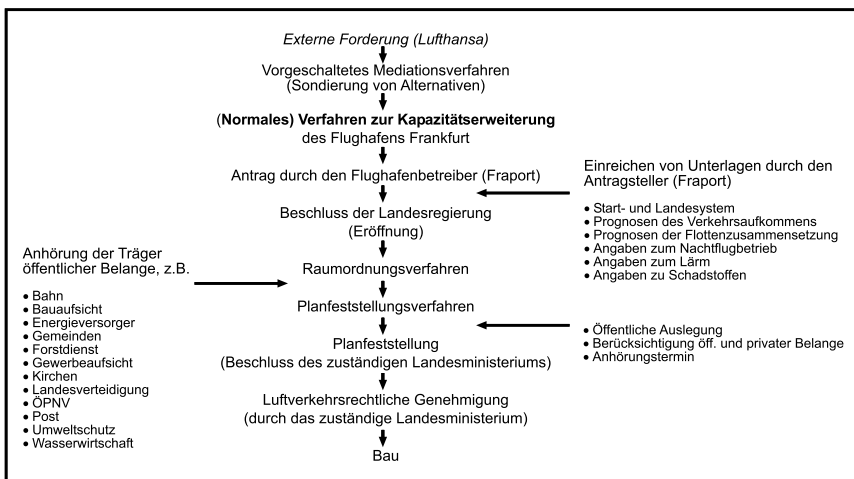 Externe Forderung (Lufthansa)
Vorgeschaltetes Mediationsverfahren
(Sondierung von Alternativen)
(Normales) Verfahren zur Kapazitätserweiterung
des Flughafens Frankfurt
Antrag durch den Flughafenbetreiber (Fraport)
Einreichen von Unterlagen durch den
Antragsteller (Fraport)
• Start- und Landesystem
• Prognosen des Verkehrsaufkommens
• Prognosen der Flottenzusammensetzung
• Angaben zum Nachtflugbetrieb
• Angaben zum Lärm
• Angaben zu Schadstoffen
Beschluss der Landesregierung
(Eröffnung)
Anhörung der Träger
öffentlicher Belange, z.B.
• Bahn
• Bauaufsicht
• Energieversorger
• Gemeinden
• Forstdienst
• Gewerbeaufsicht
• Kirchen
• Landesverteidigung
• ÖPNV
• Post
• Umweltschutz
• Wasserwirtschaft
Raumordnungsverfahren
Planfeststellungsverfahren
• Öffentliche Auslegung
• Berücksichtigung öff. und privater Belange
• Anhörungstermin
Planfeststellung
(Beschluss des zuständigen Landesministeriums)
Luftverkehrsrechtliche Genehmigung
(durch das zuständige Landesministerium)
Bau